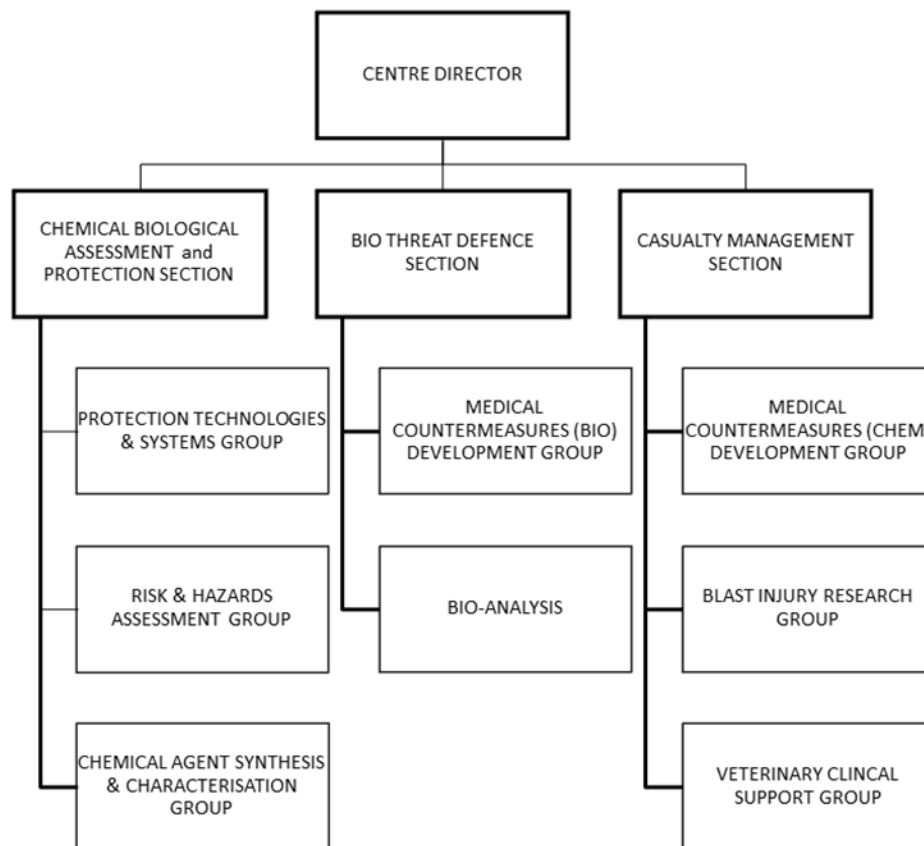 CENTRE DIRECTOR
CHEMICAL BIOLOGICAL
ASSESSMENT and
PROTECTION SECTION
BIO THREAT DEFENCE
SECTION
CASUALTY MANAGEMENT
SECTION
PROTECTION TECHNOLOGIES
& SYSTEMS GROUP
MEDICAL
COUNTERMEASURES (BIO)
DEVELOPMENT GROUP
MEDICAL
COUNTERMEASURES (CHEM
DEVELOPMENT GROUP
RISK & HAZARDS
ASSESSMENT GROUP
BIO-ANALYSIS
BLAST INJURY RESEARCH
GROUP
CHEMICAL AGENT SYNTHESIS
& CHARACTERISATION
GROUP
VETERINARY CLINCAL
SUPPORT GROUP